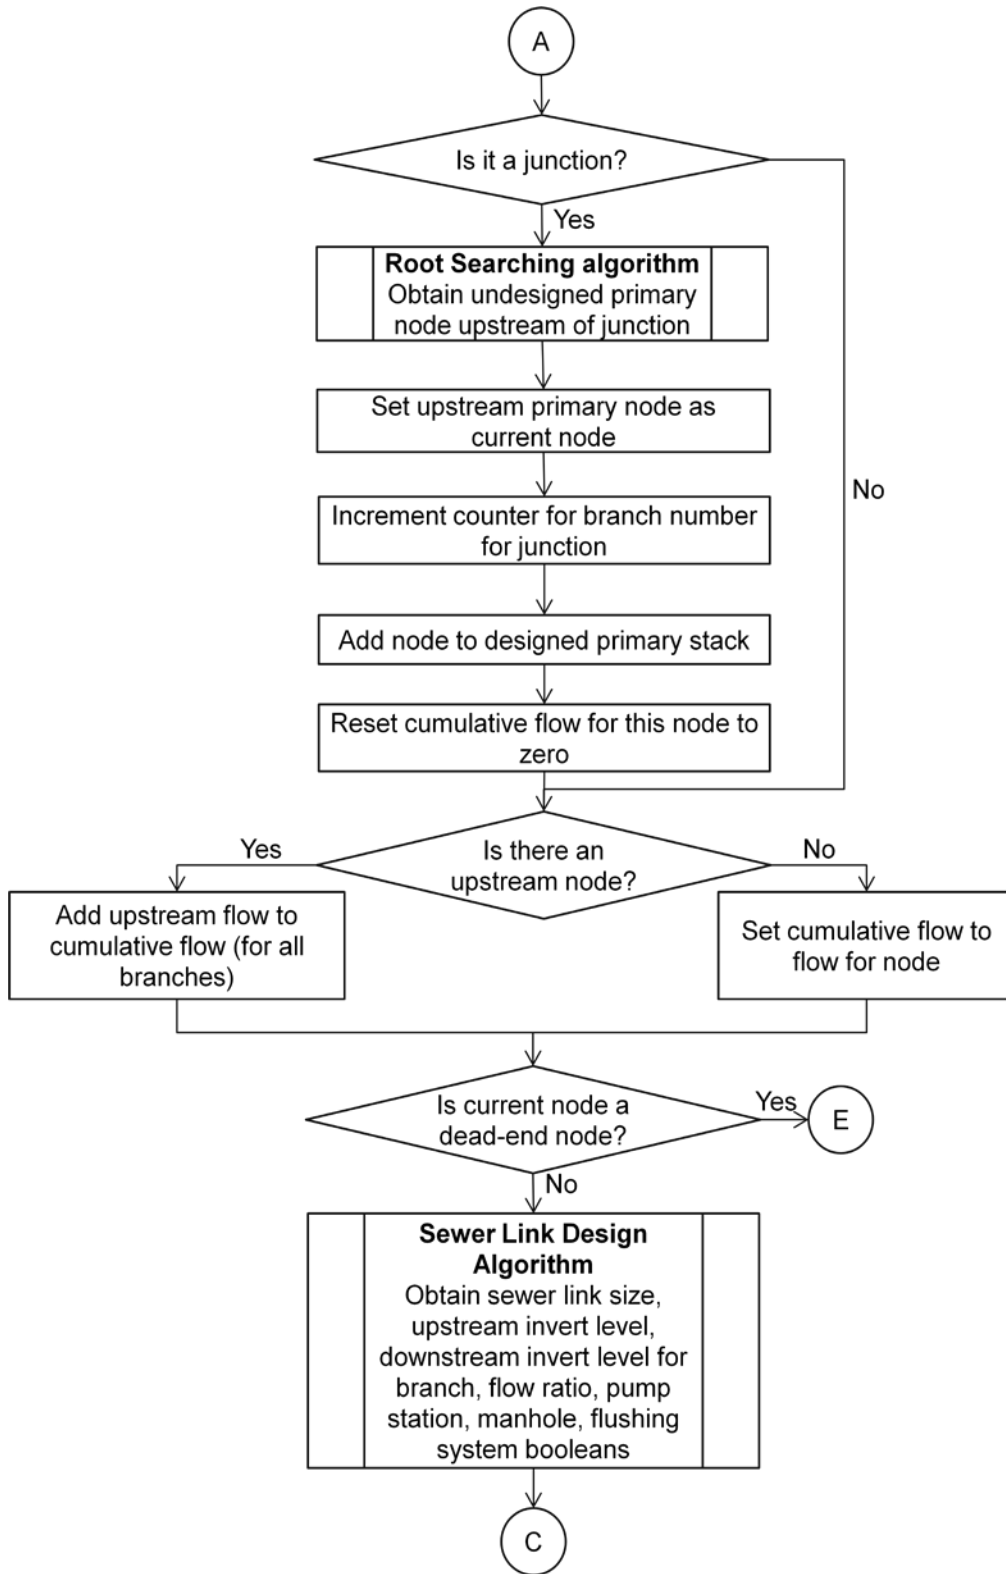 A
Is it a junction?
Yes
Root Searching algorithm
Obtain undesigned primary
node upstream of junction
Set upstream primary node as
current node
No
Increment counter for branch number
for junction
Add node to designed primary stack
Reset cumulative flow for this node to
zero
Yes
Is there an
upstream node?
No
Add upstream flow to
cumulative flow (for all
branches)
Set cumulative flow to
flow for node
Is current node a
dead-end node?
Yes
E
No
Sewer Link Design
Algorithm
Obtain sewer link size,
upstream invert level,
downstream invert level for
branch, flow ratio, pump
station, manhole, flushing
system booleans
C